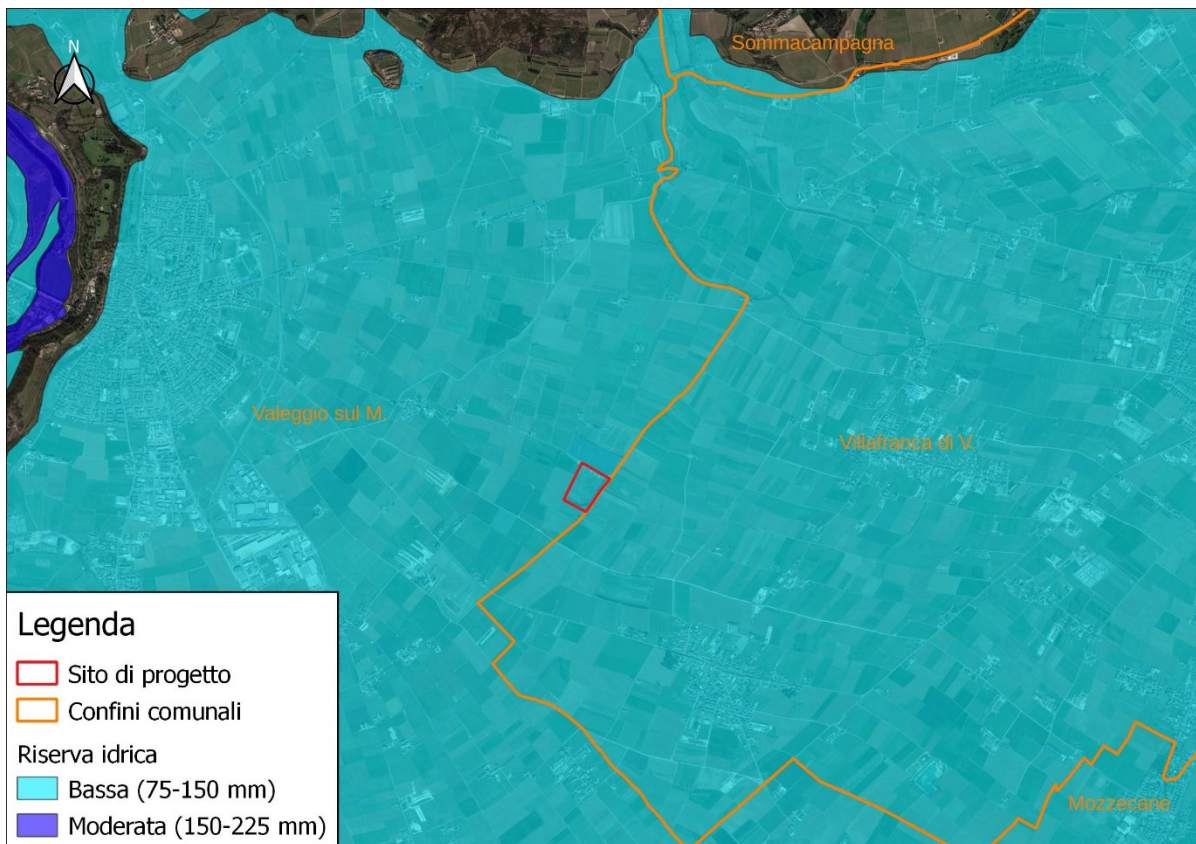 Sommacampagna
N
Valeggio sul M.
Villafranca di V.
Mozzecane
Legenda
Sito di progetto
Confini comunali
Riserva idrica
Bassa (75-150 mm)
Moderata (150-225 mm)